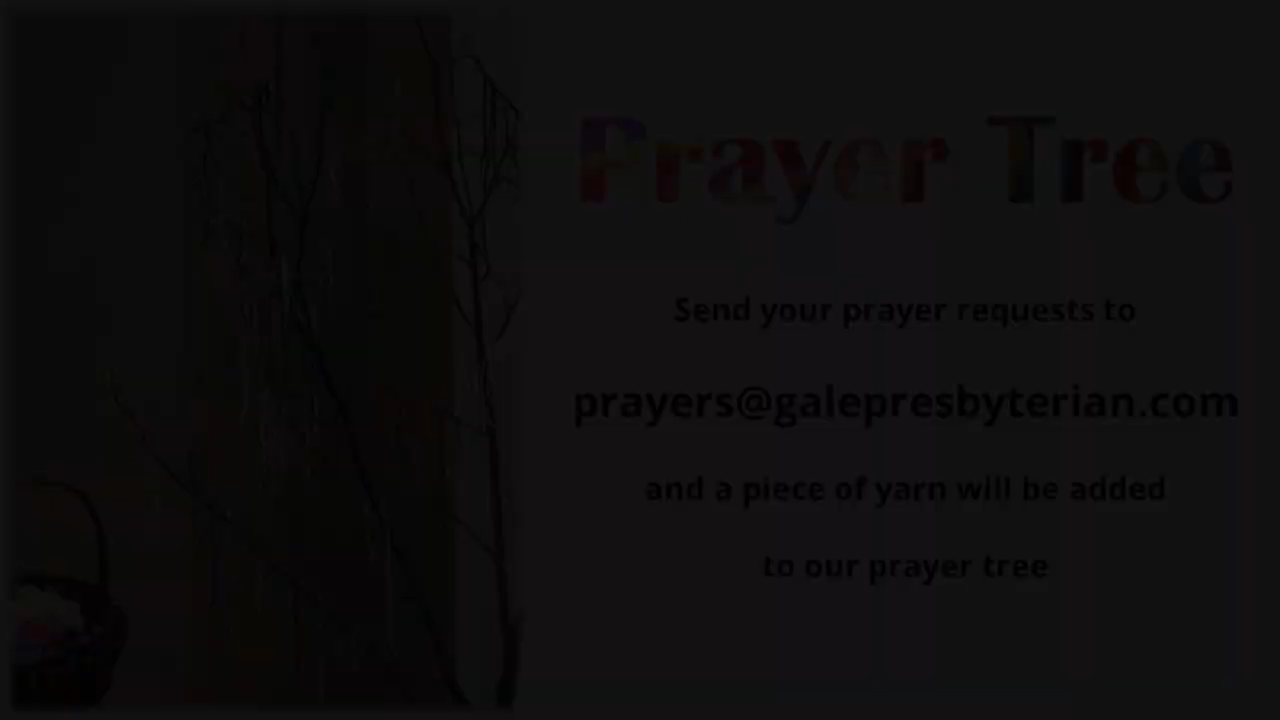 Prayer Tree
Send your prayer requests to
prayers@galepresbyterian.com
and a piece of yarn will be added
to our prayer tree